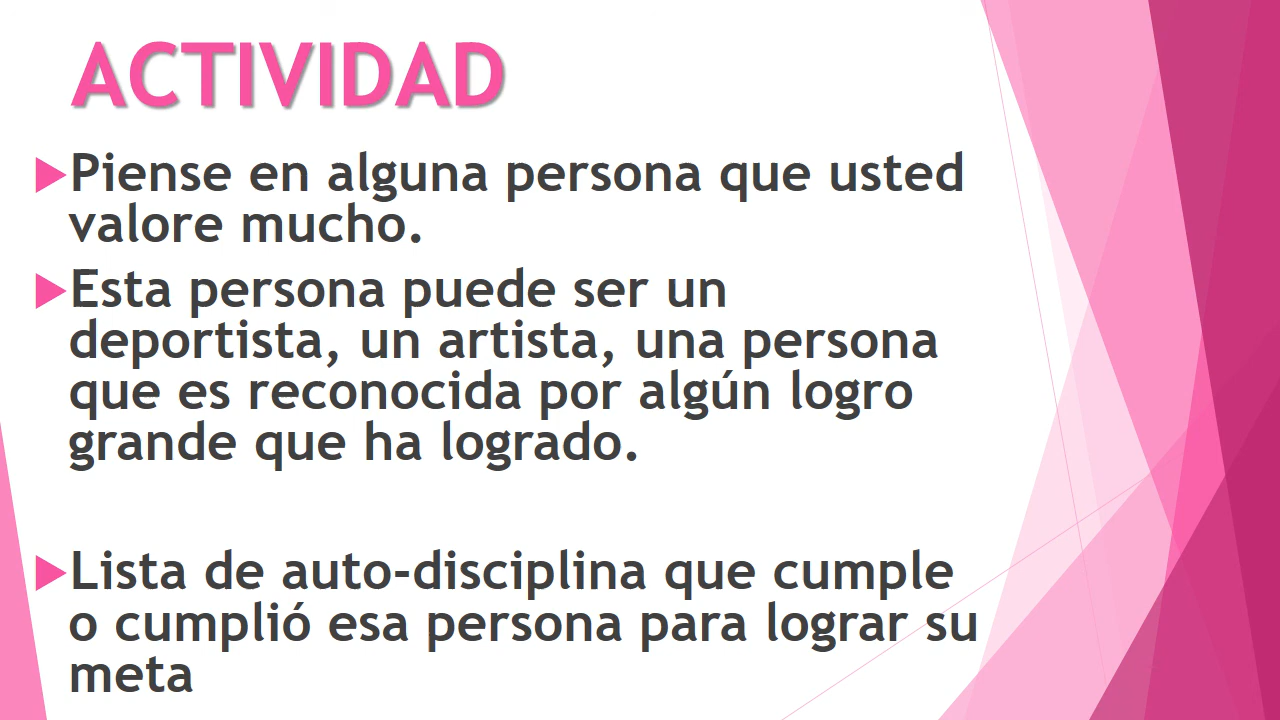 ACTIVIDAD
Piense en alguna persona que usted
valore mucho.
Esta persona puede ser un
deportista, un artista, una persona
que es reconocida por algún logro
grande que ha logrado.
Lista de auto-disciplina que cumple
o cumplió esa persona para lograr su
meta